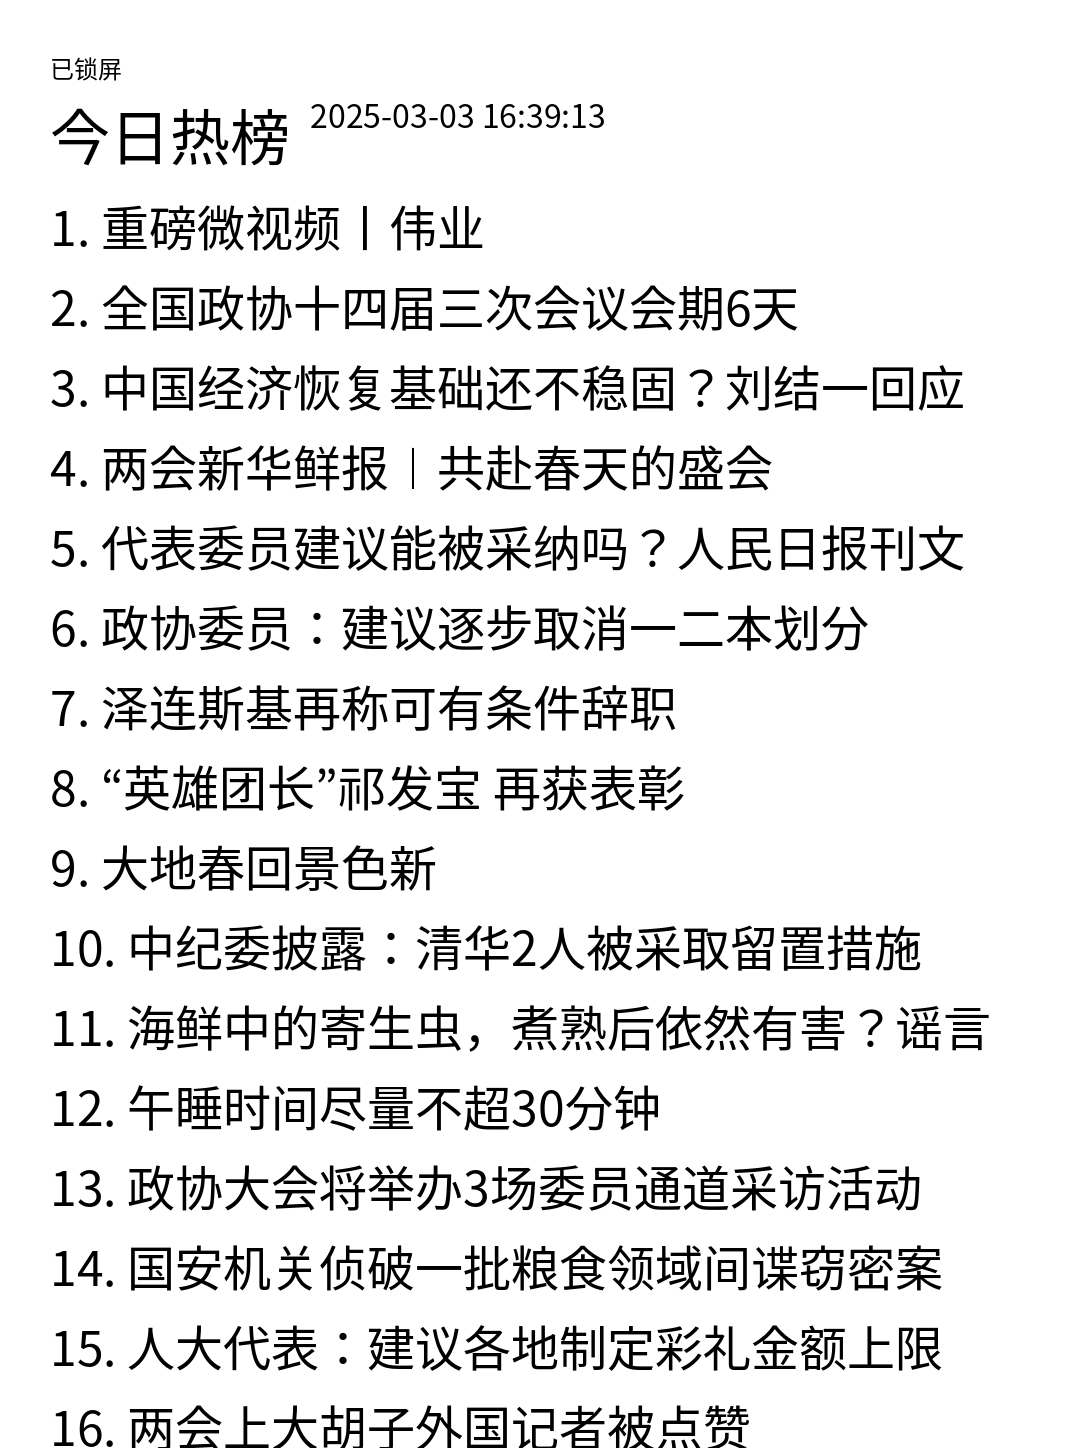 已锁屏
今日热榜 2025-03-03 16:39:13
1. 重磅微视频丨伟业
2. 全国政协十四届三次会议会期6天
3. 中国经济恢复基础还不稳固？刘结一回应
4. 两会新华鲜报︱共赴春天的盛会
5. 代表委员建议能被采纳吗？人民日报刊文
6. 政协委员：建议逐步取消一二本划分
7. 泽连斯基再称可有条件辞职
8. “英雄团长”祁发宝 再获表彰
9. 大地春回景色新
10. 中纪委披露：清华2人被采取留置措施
11. 海鲜中的寄生虫，煮熟后依然有害？谣言
12. 午睡时间尽量不超30分钟
13. 政协大会将举办3场委员通道采访活动
14. 国安机关侦破一批粮食领域间谍窃密案
15. 人大代表：建议各地制定彩礼金额上限
16. 两会上大胡子外国记者被点赞